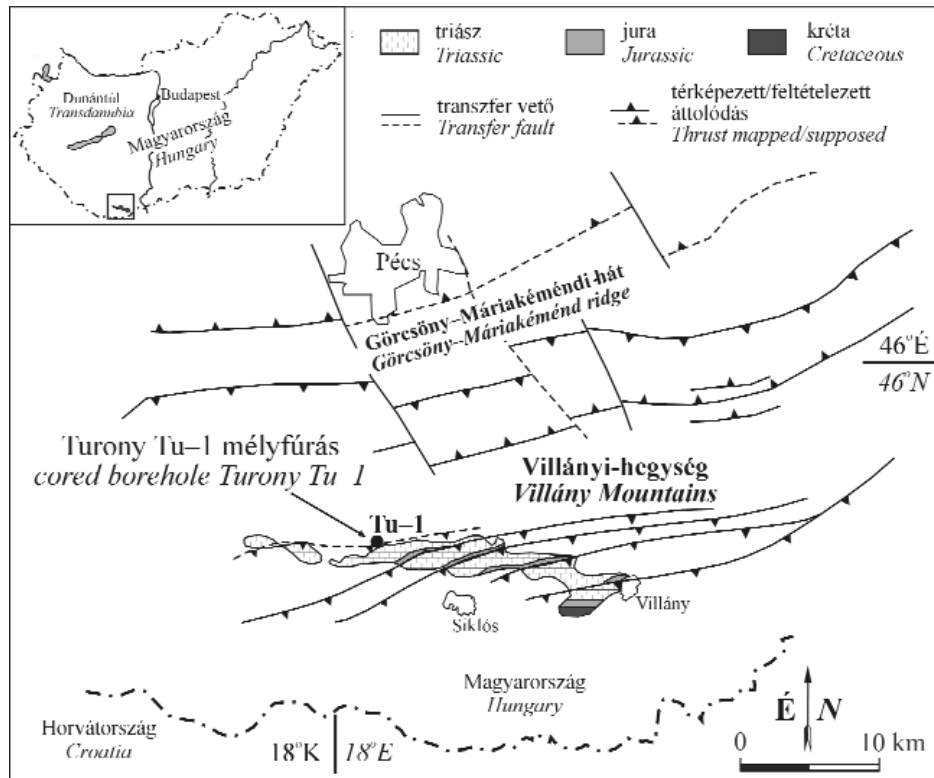 Dunántúl
Transdanubia
Budapest
Magyarország
Hungary
triász
Triassic
jura
Jurassic
kréta
Cretaceous
transzfer vető
Transfer fault
térképezett/feltételezett
áttolódás
Thrust mapped/supposed
Pécs
Görcsöny–Máriakéméndi-hát
Görcsöny–Máriakéménd ridge
46°É
46°N
Turony Tu–1 mélyfúrás
cored borehole Turony Tu 1
Villányi-hegység
Villány Mountains
Tu–1
Siklós
Villány
Magyarország
Hungary
Horvátország
Croatia
18°K 18°E
É N
0 10 km